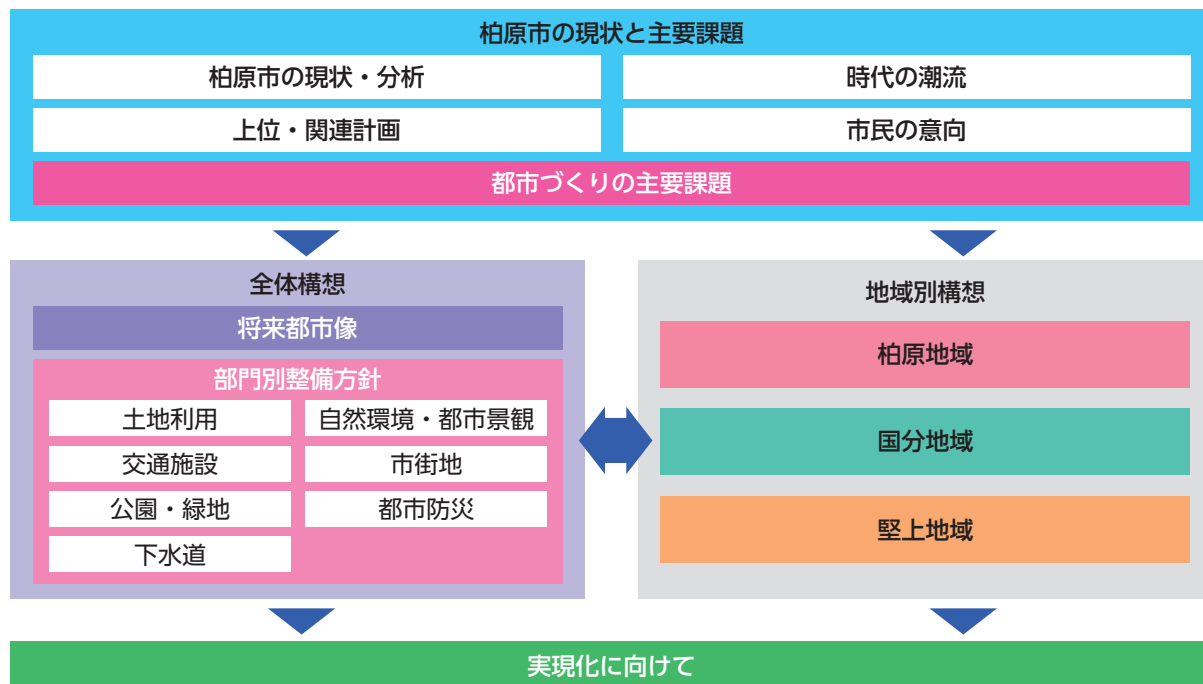 柏原市の現状と主要課題
柏原市の現状・分析
時代の潮流
上位・関連計画
市民の意向
都市づくりの主要課題
全体構想
将来都市像
部門別整備方針
土地利用
自然環境・都市景観
交通施設
市街地
公園・緑地
都市防災
下水道
地域別構想
柏原地域
国分地域
堅上地域
実現化に向けて